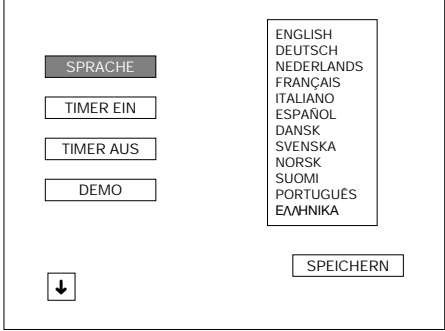 SPRACHE
TIMER EIN
TIMER AUS
DEMO
ENGLISH
DEUTSCH
NEDERLANDS
FRANÇAIS
ITALIANO
ESPAÑOL
DANSK
SVENSKA
NORSK
SUOMI
PORTUGUÊS
ΕΛΛΗΝΙΚΑ
SPEICHERN